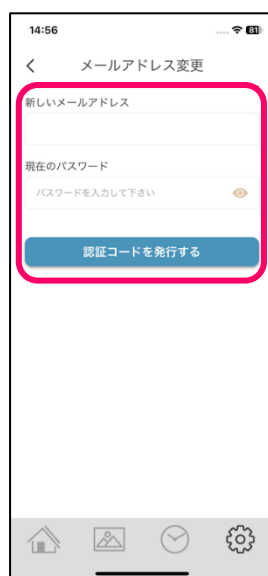 14:56
81
メールアドレス変更
新しいメールアドレス
現在のパスワード
パスワードを入力して下さい
認証コードを発行する